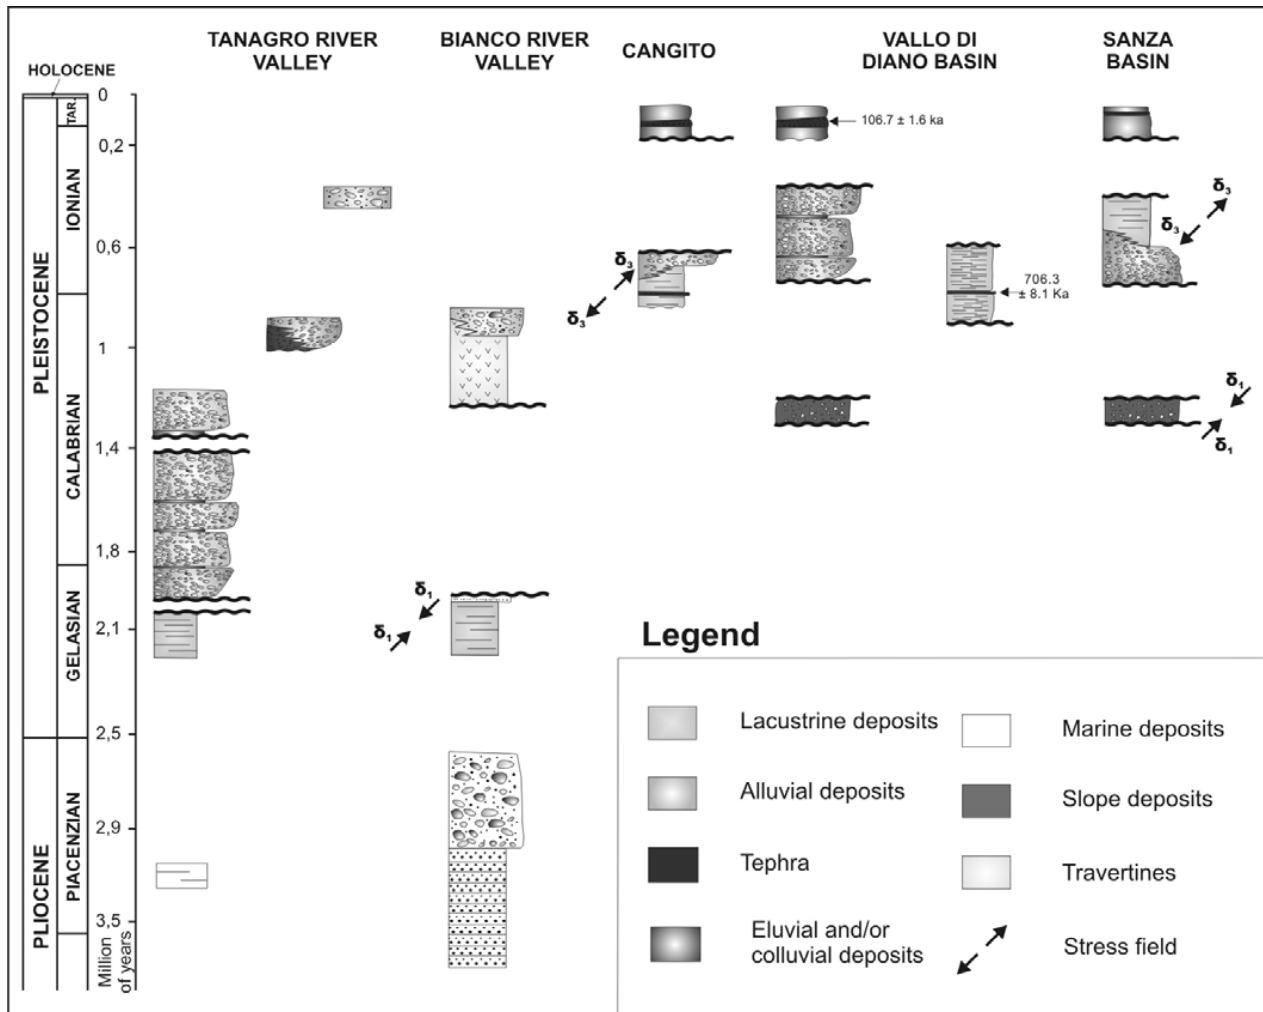 TANAGRO RIVER
VALLEY
BIANCO RIVER
VALLEY
CANGITO
VALLO DI
DIANO BASIN
SANZA
BASIN
HOLOCENE
0
TAR.
106.7 ± 1.6 ka
0,2
PLEISTOCENE
IONIAN
δ₃
δ₃
0,6
δ₃
δ₃
706.3
± 8.1 Ka
1
CALABRIAN
δ₁
δ₁
1,4
1,8
GELASIAN
δ₁
δ₁
2,1
2,5
PLIOCENE
PIACENZIAN
2,9
3,5
Million
of years
Legend
Lacustrine deposits
Marine deposits
Alluvial deposits
Slope deposits
Tephra
Travertines
Eluvial and/or
colluvial deposits
Stress field